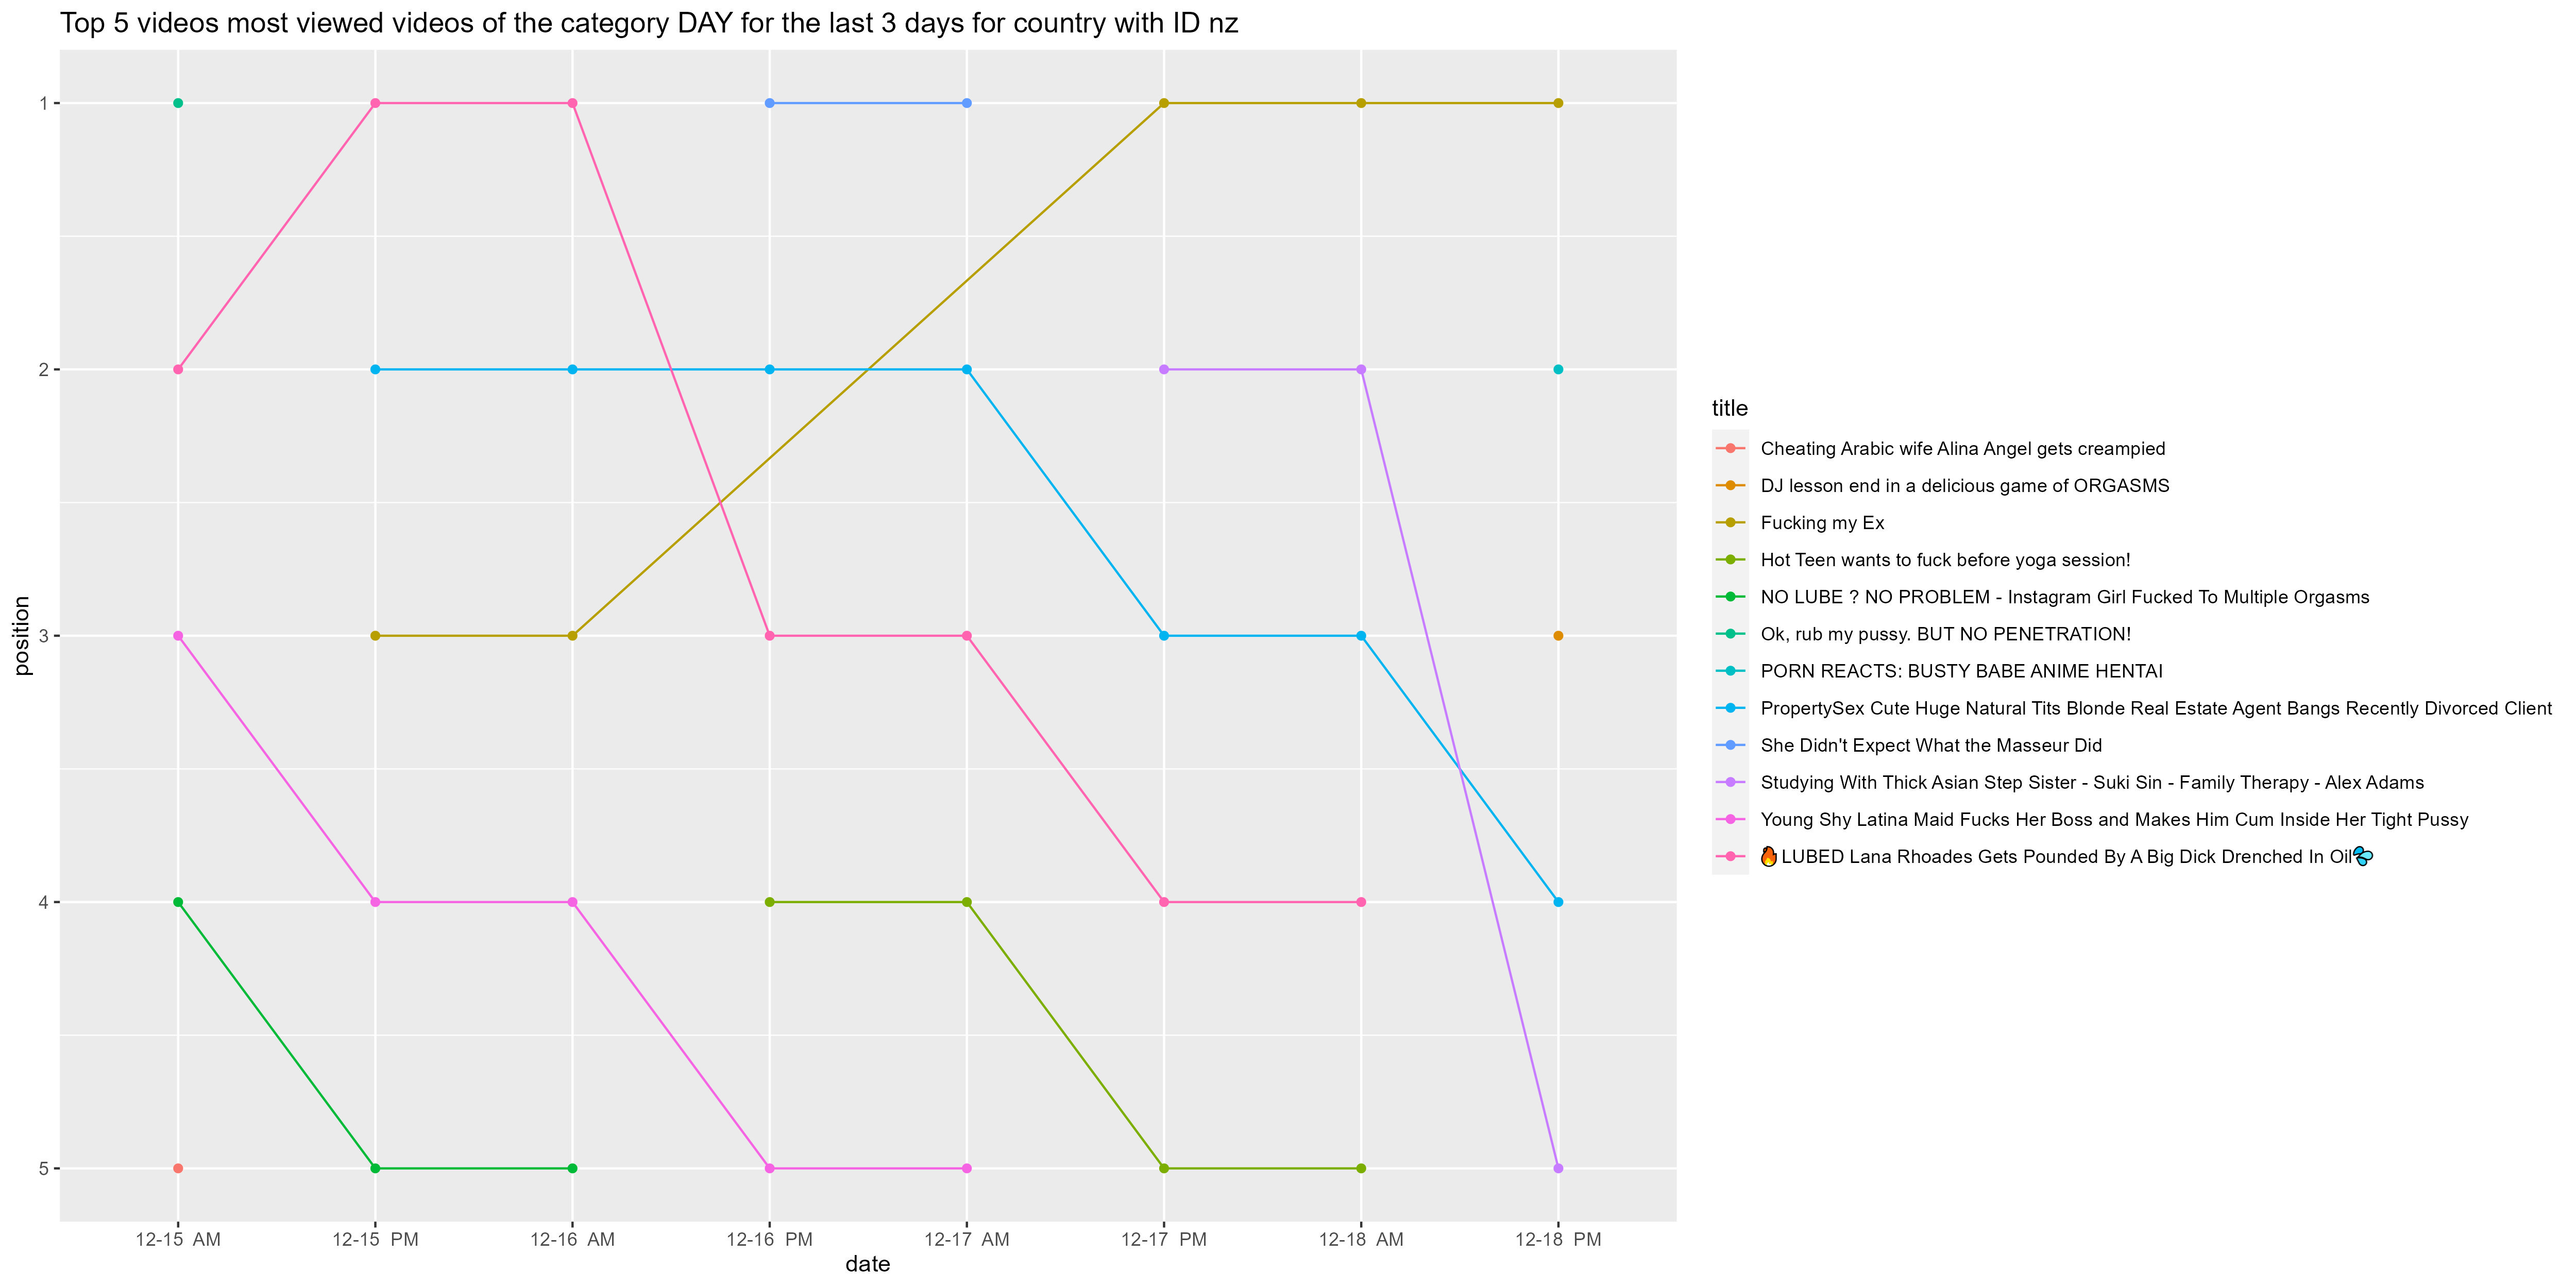 Top 5 videos most viewed videos of the category DAY for the last 3 days for country with ID nz
position
1
2
3
4
5
12-15 AM
12-15 PM
12-16 AM
12-16 PM
12-17 AM
12-17 PM
12-18 AM
12-18 PM
date
title
Cheating Arabic wife Alina Angel gets creampied
DJ lesson end in a delicious game of ORGASMS
Fucking my Ex
Hot Teen wants to fuck before yoga session!
NO LUBE ? NO PROBLEM - Instagram Girl Fucked To Multiple Orgasms
Ok, rub my pussy. BUT NO PENETRATION!
PORN REACTS: BUSTY BABE ANIME HENTAI
PropertySex Cute Huge Natural Tits Blonde Real Estate Agent Bangs Recently Divorced Client
She Didn't Expect What the Masseur Did
Studying With Thick Asian Step Sister - Suki Sin - Family Therapy - Alex Adams
Young Shy Latina Maid Fucks Her Boss and Makes Him Cum Inside Her Tight Pussy
🔥LUBED Lana Rhoades Gets Pounded By A Big Dick Drenched In Oil💦